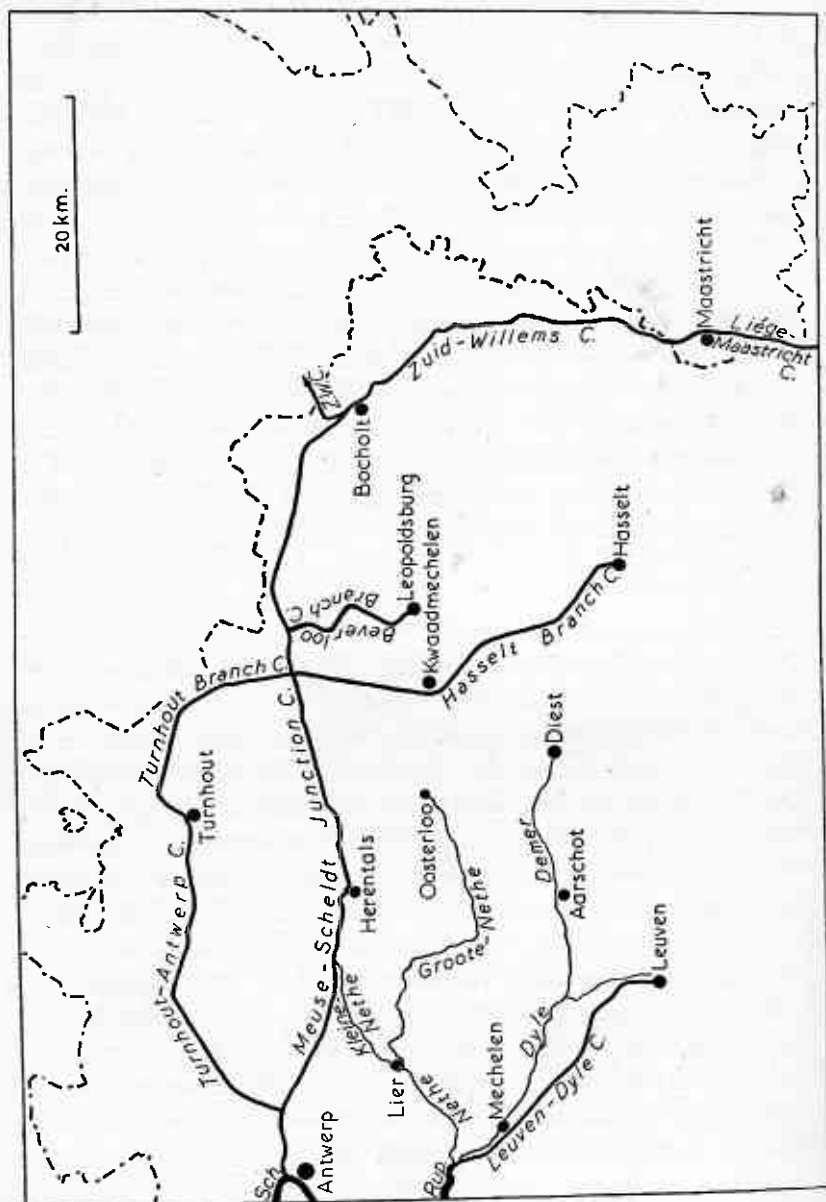 20 km.
Turnhout Branch C.
Turnhout-Antwerp C.
Turnhout
Meuse-Scheldt Junction C.
Sch
Antwerp
Herentals
Kleine Nethe
Lier
Nethe
Groote-Nethe
Oosterloo
Rup
Mechelen
Dyle
Leuven-Dyle C.
Leuven
Aarschot
Demer
Diest
Beverloo Branch C.
Leopoldsburg
Kwaadmechelen
Hasselt Branch C.
Hasselt
Z.W.C.
Bocholt
Zuid-Willems C.
Maastricht
Liége
Maastricht
C.